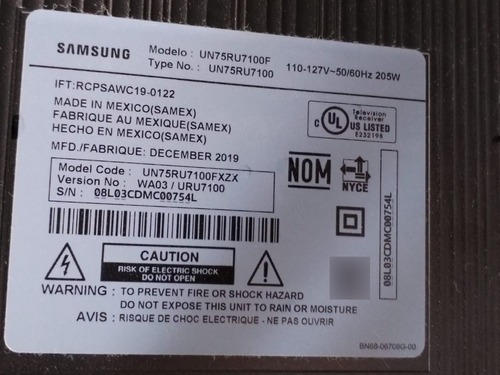 SAMSUNG
Modelo : UN75RU7100F
Type No. : UN75RU7100
110-127V~50/60Hz 205W
IFT:RCPSAWC19-0122
MADE IN MEXICO(SAMEX)
FABRIQUE AU MEXIQUE(SAMEX)
HECHO EN MEXICO(SAMEX)
MFD./FABRIQUE: DECEMBER 2019
Television
Receiver
c UL US LISTED
E232198
Model Code : UN75RU7100FXZX
Version No : WA03 / URU7100
S/N : 08L03CDMC00754L
NOM
NYCE
08L03CDMC00754L
CAUTION
RISK OF ELECTRIC SHOCK
DO NOT OPEN
WARNING : TO PREVENT FIRE OR SHOCK HAZARD
DO NOT EXPOSE THIS UNIT TO RAIN OR MOISTURE
AVIS : RISQUE DE CHOC ELECTRIQUE - NE PAS OUVRIR
BN68-06708G-00